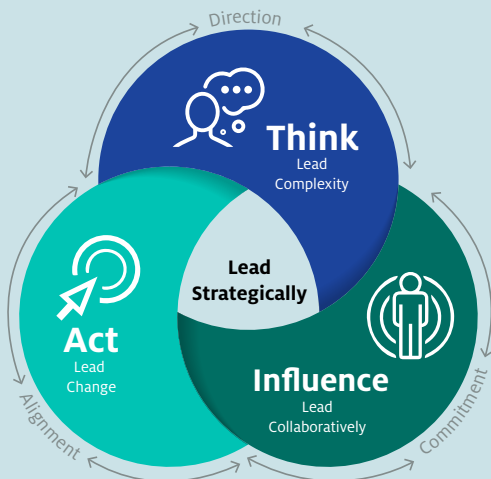 Direction
Think
Lead
Complexity
Lead
Strategically
Act
Lead
Change
Influence
Lead
Collaboratively
Alignment
Commitment